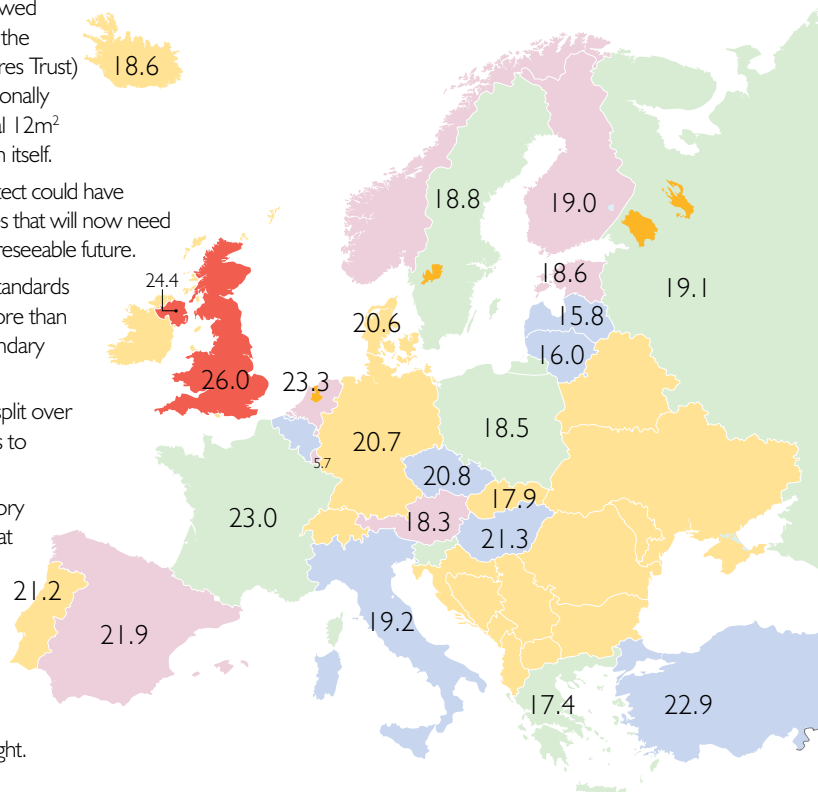 owed
the
res Trust)
onally
al 12m²
n itself.
tect could have
s that will now need
reseeable future.
tandards
ore than
ndary
split over
s to
ory
at
ght.
18.6
18.8
19.0
18.6
19.1
15.8
16.0
24.4
26.0
20.6
23.3
20.7
18.5
5.7
20.8
17.9
23.0
18.3
21.3
21.2
21.9
19.2
17.4
22.9